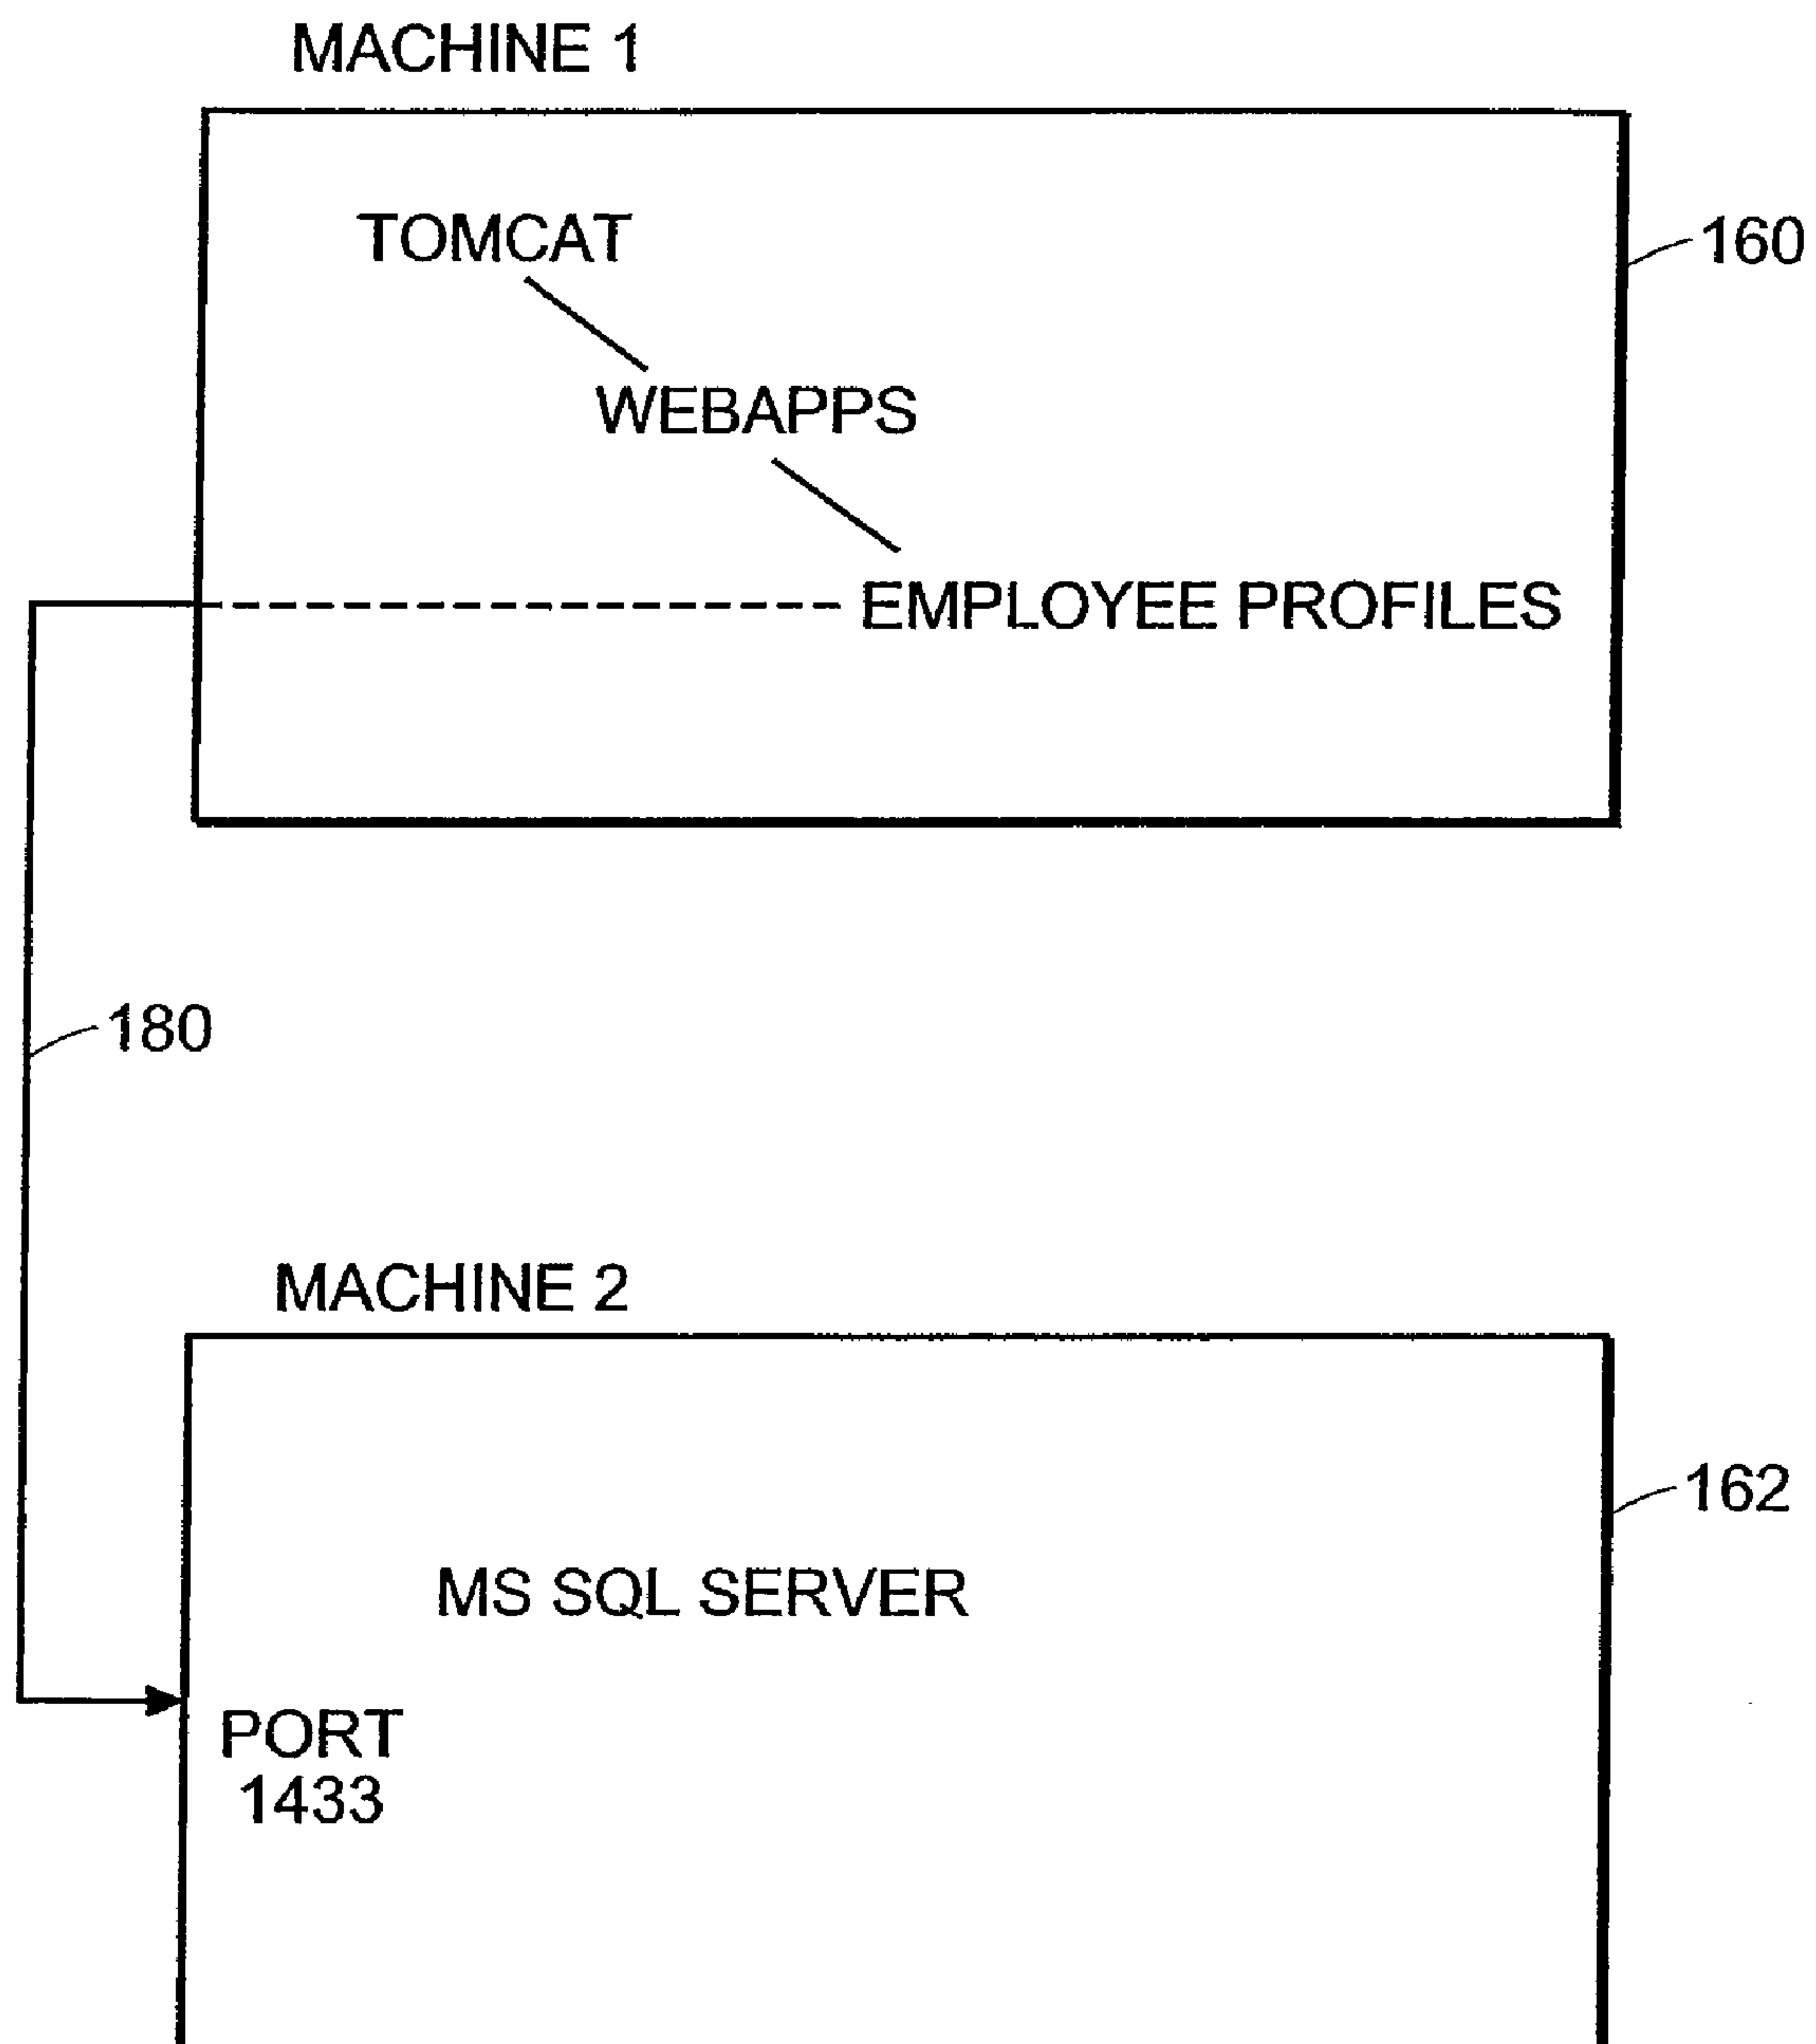 MACHINE 1
TOMCAT
160
WEBAPPS
EMPLOYEE PROFILES
180
MACHINE 2
162
MS SQL SERVER
PORT
1433